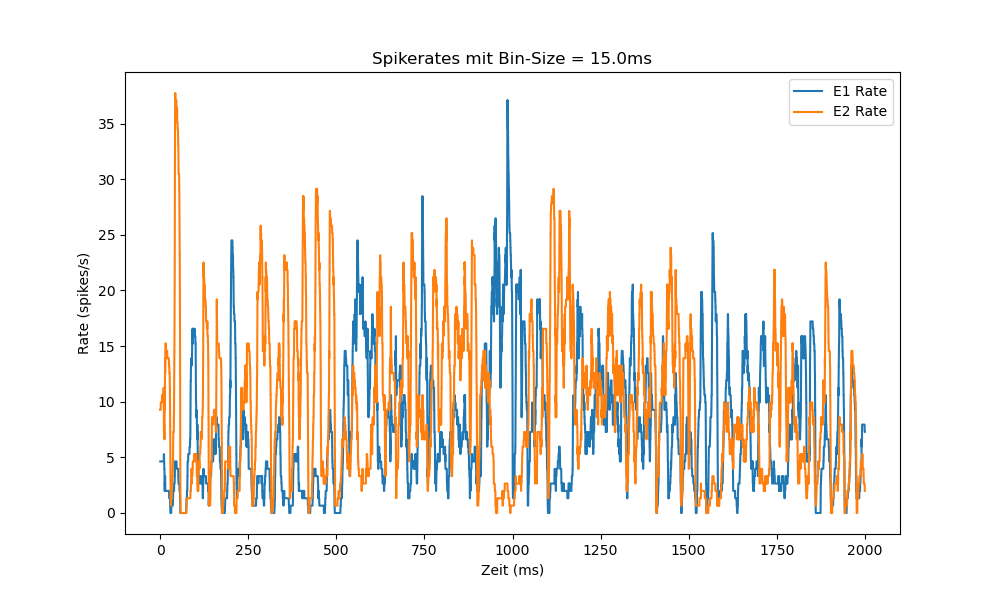 Spikerates mit Bin-Size = 15.0ms
E1 Rate
E2 Rate
Rate (spikes/s)
35
30
25
20
15
10
5
0
0 250 500 750 1000 1250 1500 1750 2000
Zeit (ms)